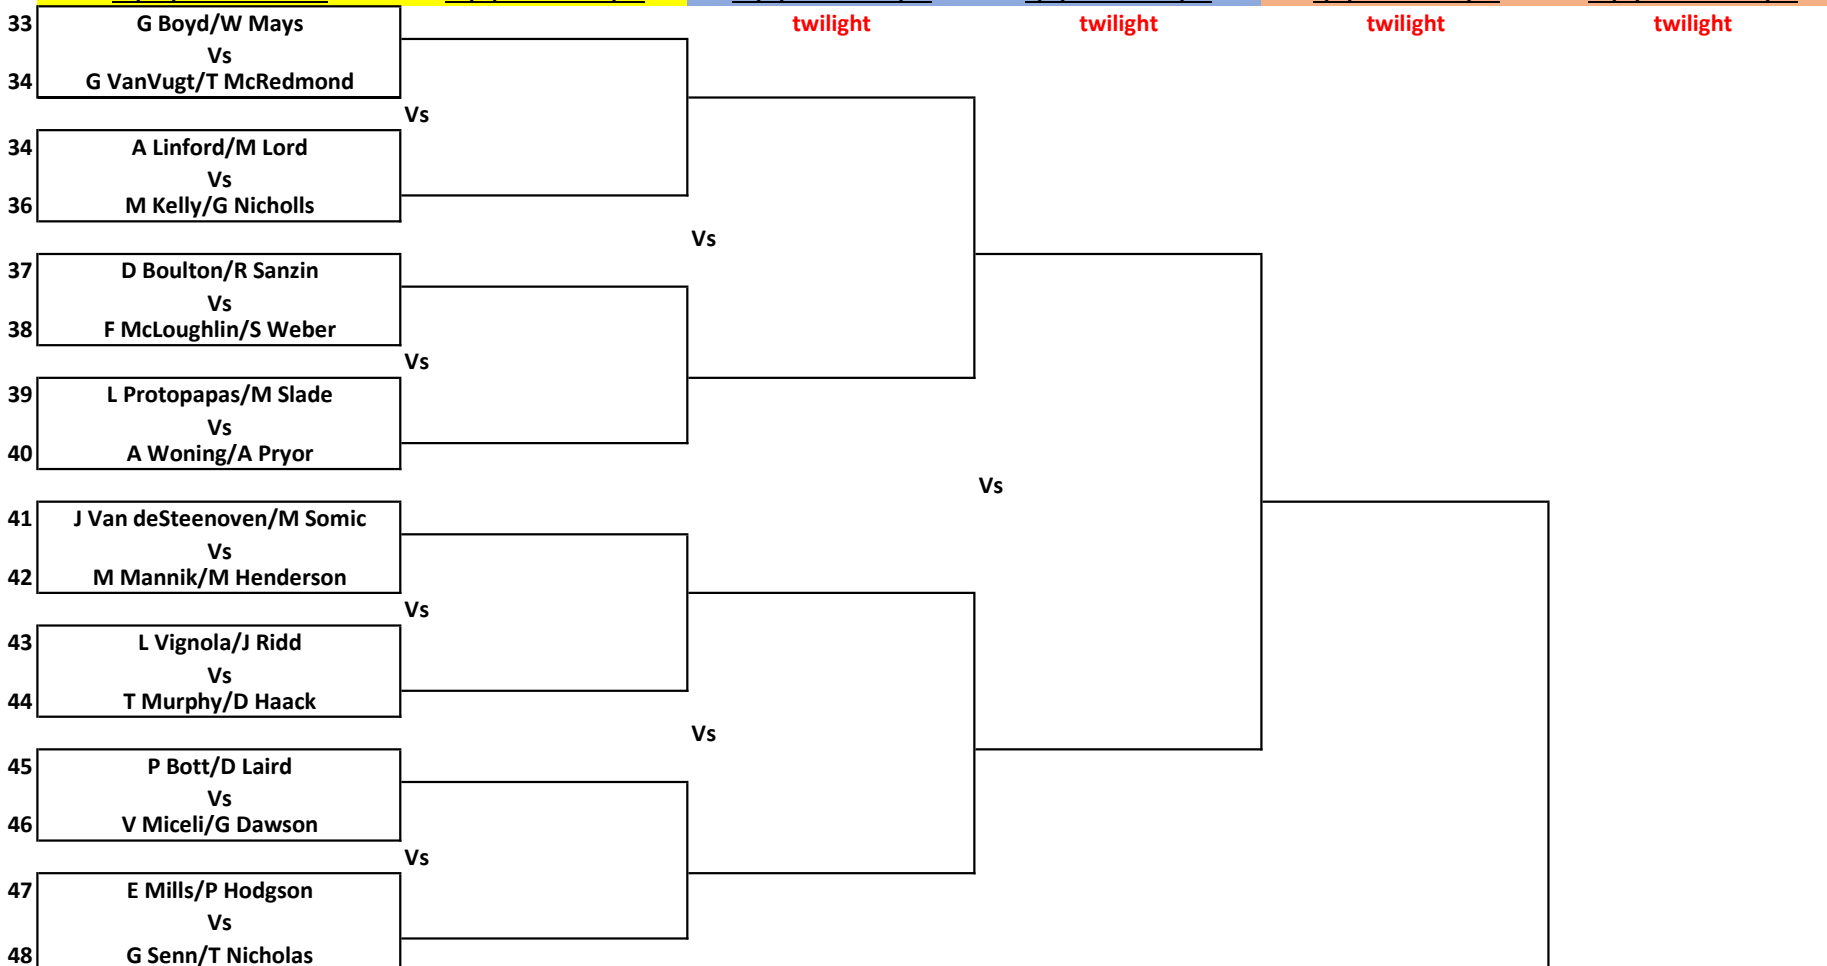 twilight twilight twilight twilight
33 G Boyd/W Mays
Vs
34 G VanVugt/T McRedmond
Vs
34 A Linford/M Lord
Vs
36 M Kelly/G Nicholls
Vs
37 D Boulton/R Sanzin
Vs
38 F McLoughlin/S Weber
Vs
39 L Protopapas/M Slade
Vs
40 A Woning/A Pryor
Vs
41 J Van deSteenoven/M Somic
Vs
42 M Mannik/M Henderson
Vs
43 L Vignola/J Ridd
Vs
44 T Murphy/D Haack
Vs
45 P Bott/D Laird
Vs
46 V Miceli/G Dawson
Vs
47 E Mills/P Hodgson
Vs
48 G Senn/T Nicholas